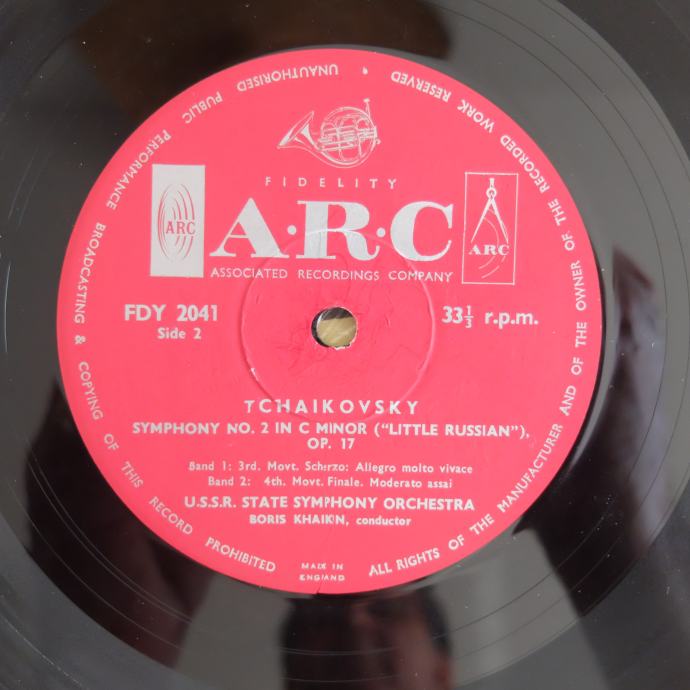 FIDELITY
ARC
A·R·C
ARC
ASSOCIATED RECORDINGS COMPANY
FDY 2041
Side 2
33⅓ r.p.m.
TCHAIKOVSKY
SYMPHONY NO. 2 IN C MINOR (“LITTLE RUSSIAN”),
OP. 17
Band 1: 3rd. Movt. Scherzo: Allegro molto vivace
Band 2: 4th. Movt. Finale. Moderato assai
U.S.S.R. STATE SYMPHONY ORCHESTRA
BORIS KHAIKIN, conductor
MADE IN
ENGLAND
ALL RIGHTS OF THE MANUFACTURER AND OF THE OWNER OF THE RECORDED WORK RESERVED · UNAUTHORISED PUBLIC PERFORMANCE BROADCASTING & COPYING OF THIS RECORD PROHIBITED